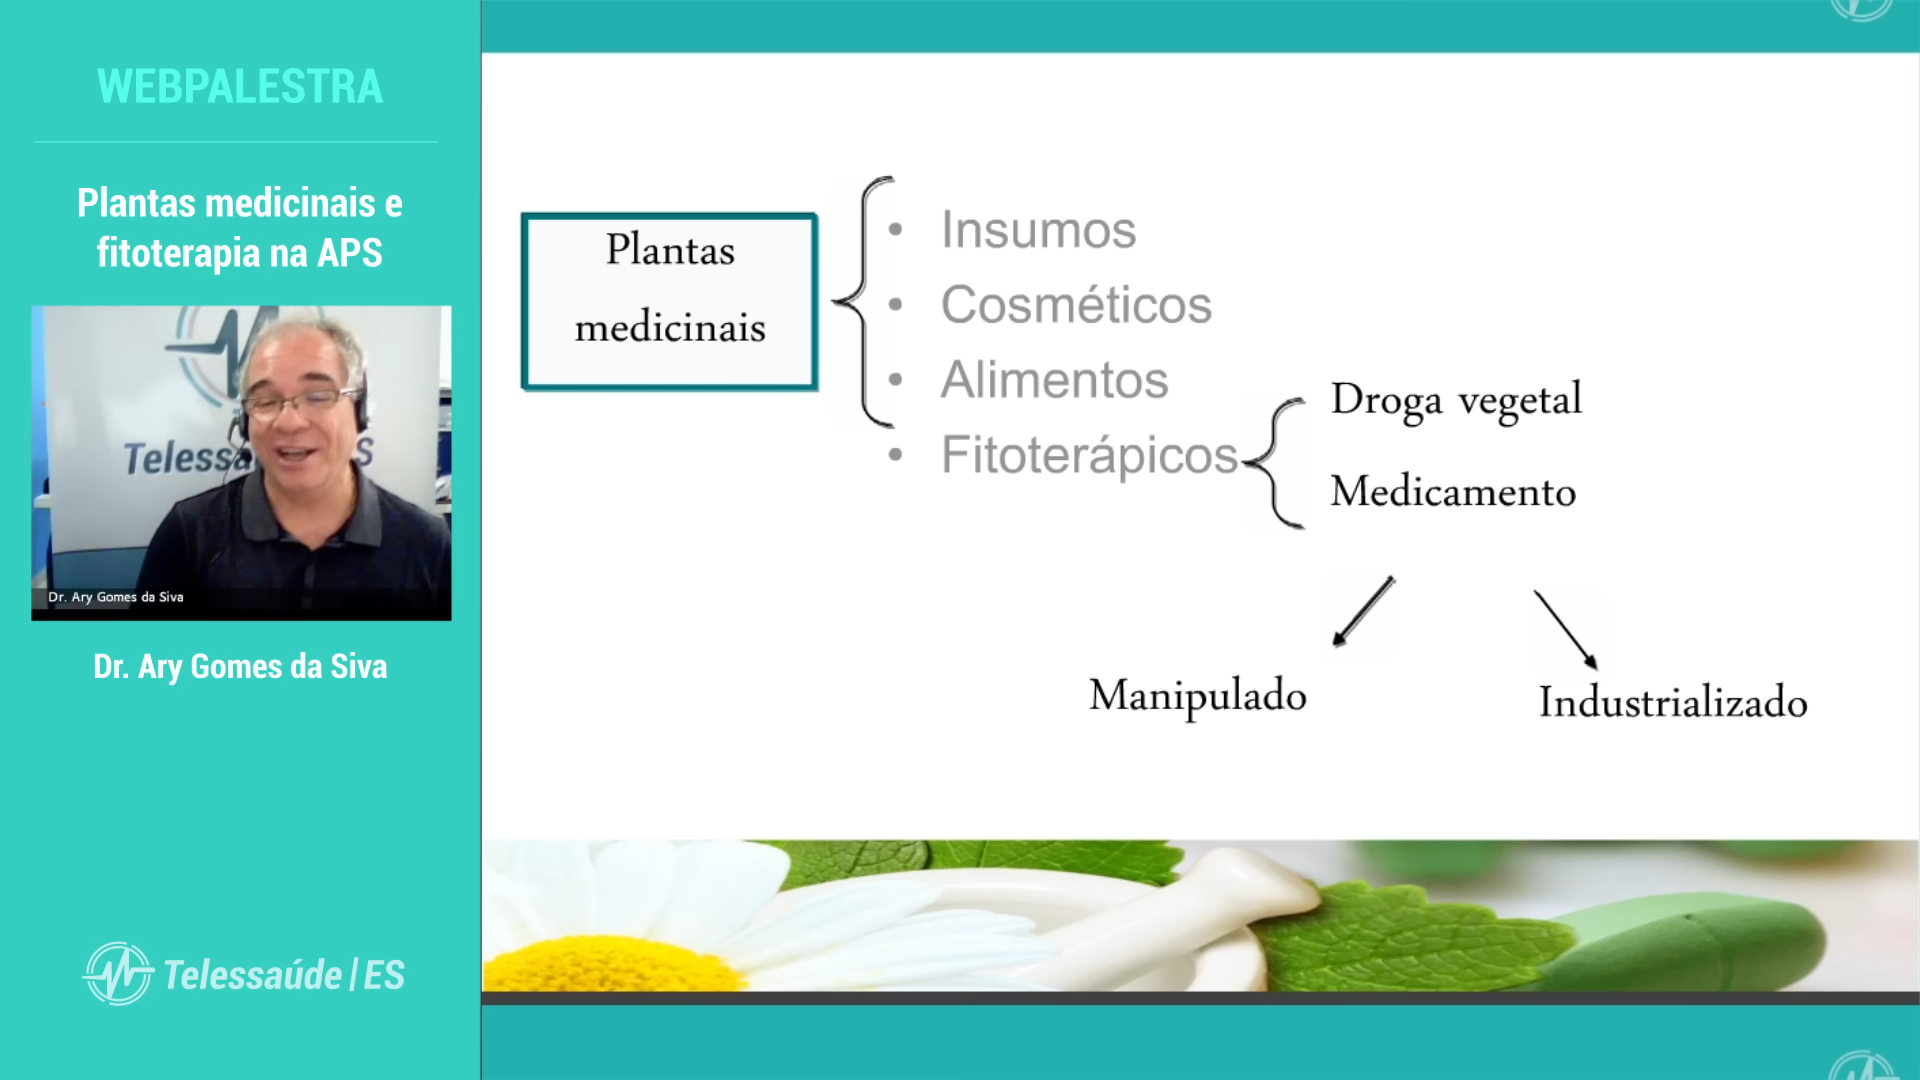 WEBPALESTRA
Plantas medicinais e
fitoterapia na APS
Telessa
S
Dr. Ary Gomes da Siva
Dr. Ary Gomes da Siva
Telessaúde|ES
Plantas
medicinais
• Insumos
• Cosméticos
• Alimentos
• Fitoterápicos
Droga vegetal
Medicamento
Manipulado
Industrializado